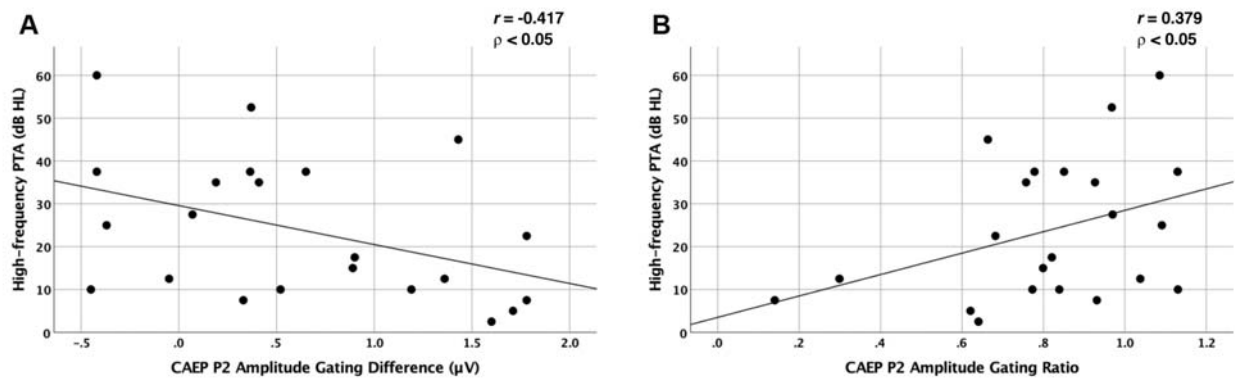 A
r = -0.417
ρ < 0.05
High-frequency PTA (dB HL)
60
50
40
30
20
10
0
-.5 .0 .5 1.0 1.5 2.0
CAEP P2 Amplitude Gating Difference (µV)
B
r = 0.379
ρ < 0.05
High-frequency PTA (dB HL)
60
50
40
30
20
10
0
.0 .2 .4 .6 .8 1.0 1.2
CAEP P2 Amplitude Gating Ratio